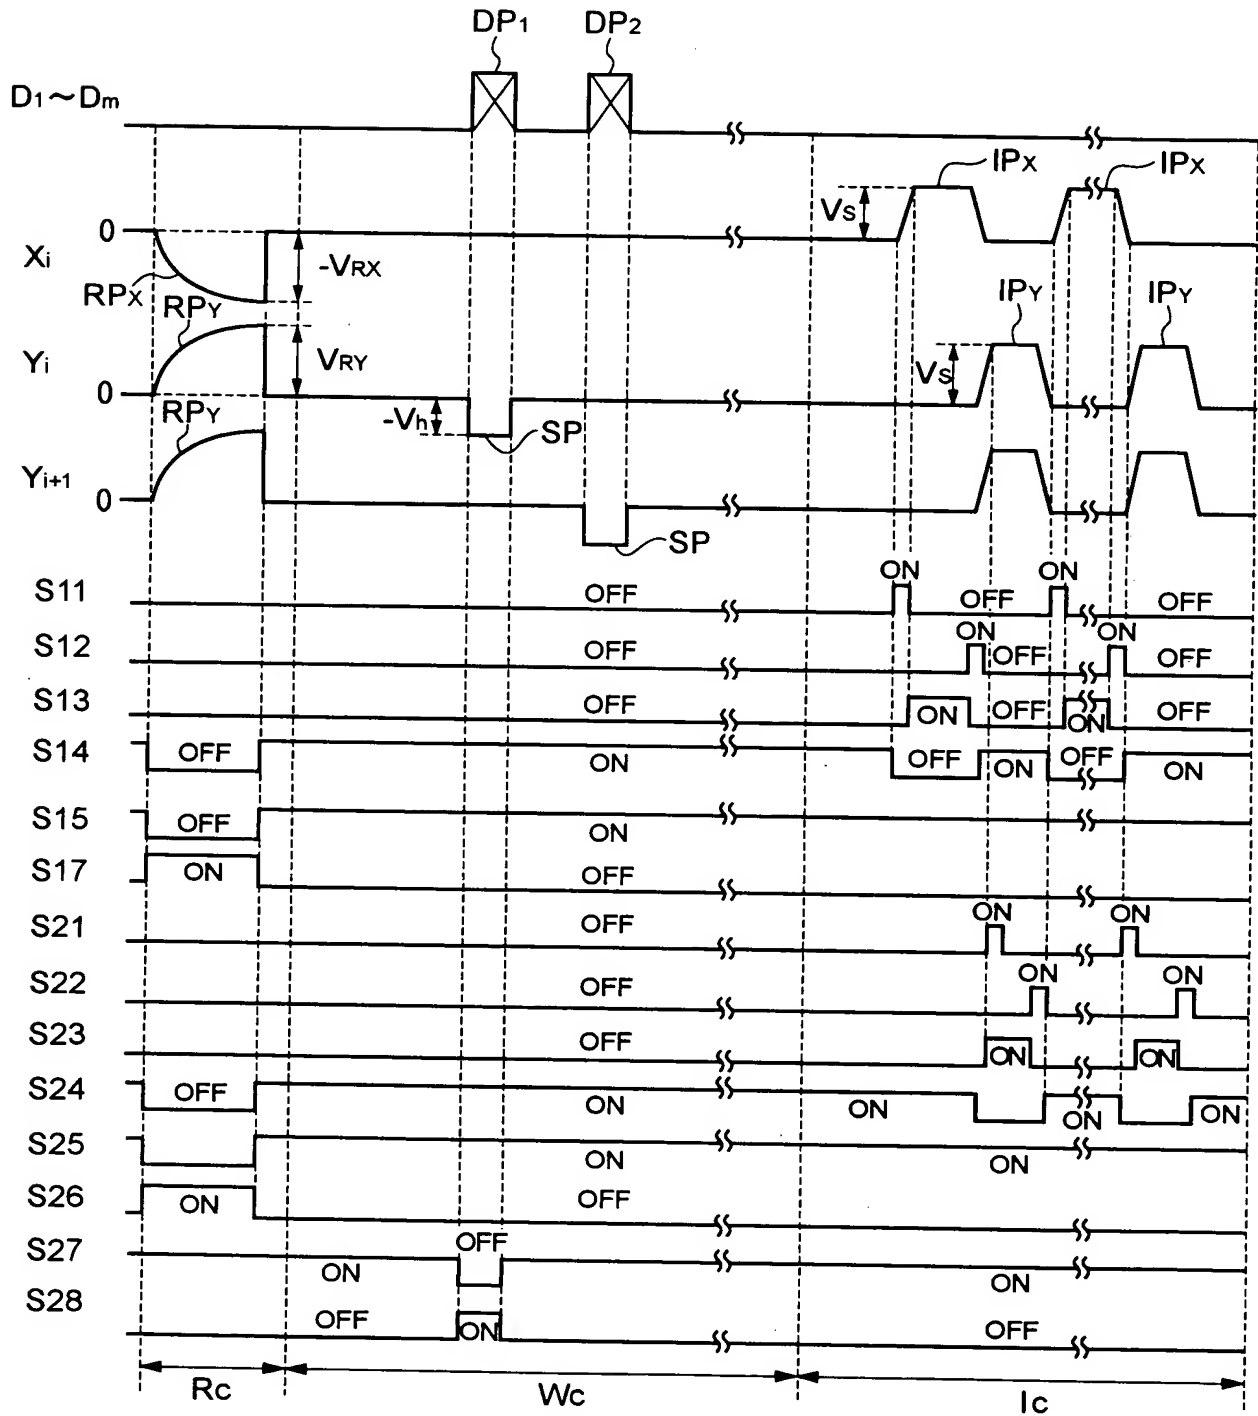 DP1 DP2
D1~Dm
IPX IPX
0 VS
Xi -VRX
RPX
RPY IPY IPY
Yi VRY VS
0
RPY -Vh SP
Yi+1
0
SP
ON ON
S11 OFF OFF OFF
ON ON
S12 OFF OFF OFF
S13 OFF ON OFF ON OFF
S14 OFF ON OFF ON OFF ON
S15 OFF ON
S17 ON OFF
ON ON
S21 OFF
ON ON
S22 OFF
S23 OFF ON ON
S24 OFF ON ON ON ON
S25 ON ON
S26 ON OFF
S27 OFF
ON ON
S28
OFF ON OFF
Rc Wc Ic